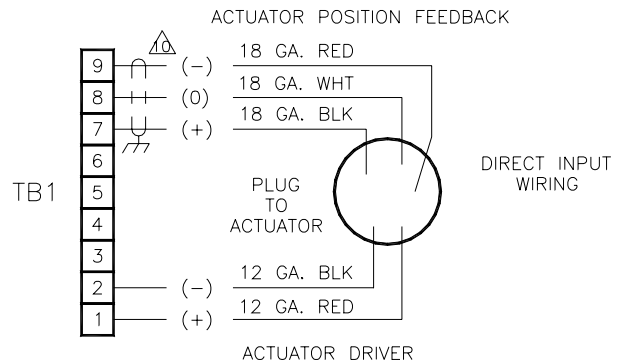 ACTUATOR POSITION FEEDBACK
10
9 (-) 18 GA. RED
8 (0) 18 GA. WHT
7 (+) 18 GA. BLK
6
TB1 5
4
3
PLUG
TO
ACTUATOR
DIRECT INPUT
WIRING
2 (-) 12 GA. BLK
1 (+) 12 GA. RED
ACTUATOR DRIVER